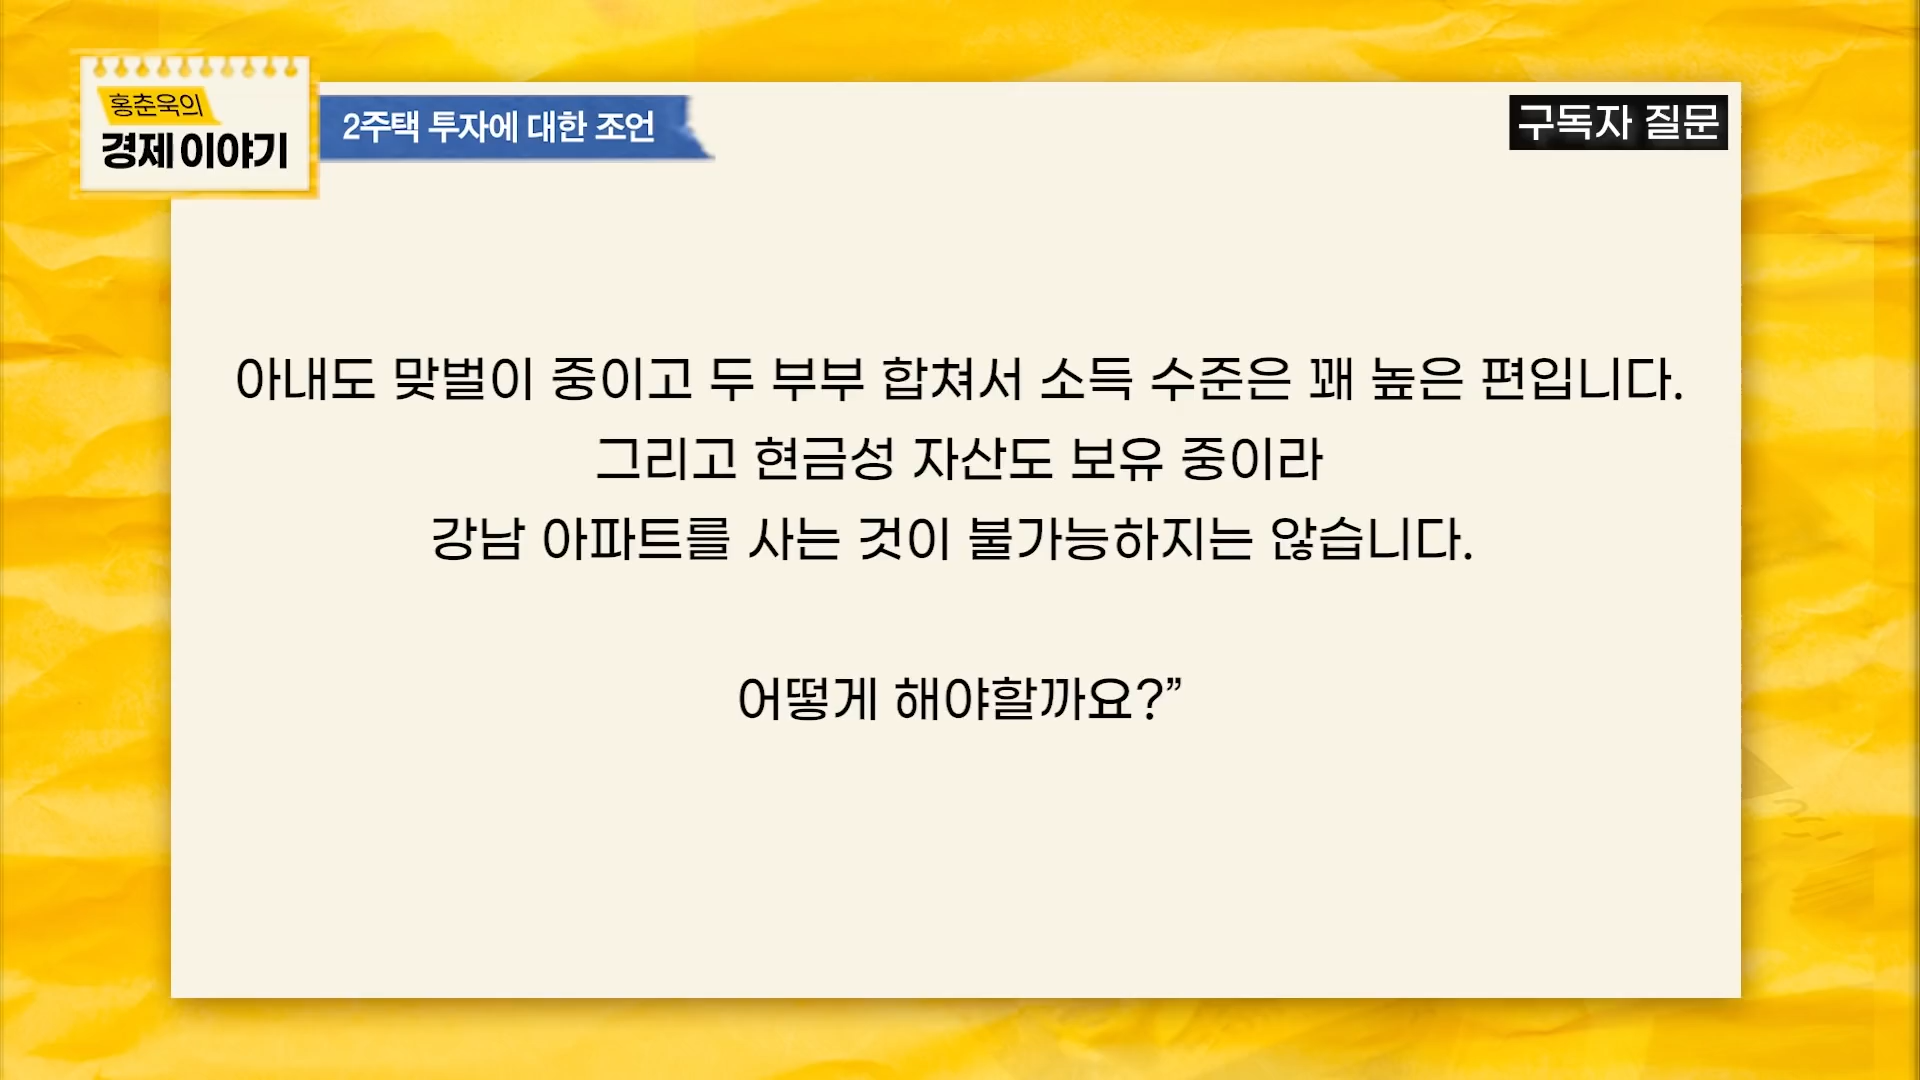 홍춘욱의
경제 이야기
2주택 투자에 대한 조언
구독자 질문
아내도 맞벌이 중이고 두 부부 합쳐서 소득 수준은 꽤 높은 편입니다.
그리고 현금성 자산도 보유 중이라
강남 아파트를 사는 것이 불가능하지는 않습니다.
어떻게 해야할까요?”